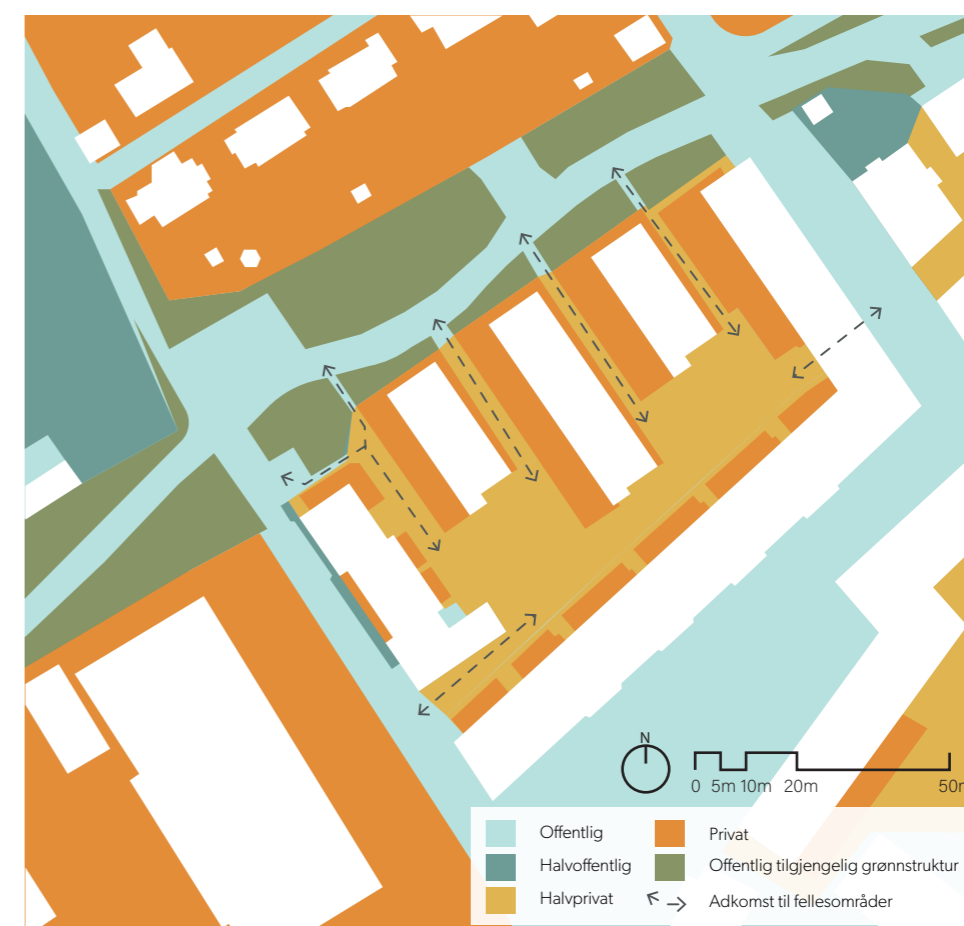 N
0 5m 10m 20m 50m
Offentlig
Halvoffentlig
Halvprivat
Privat
Offentlig tilgjengelig grønnstruktur
Adkomst til fellesområder